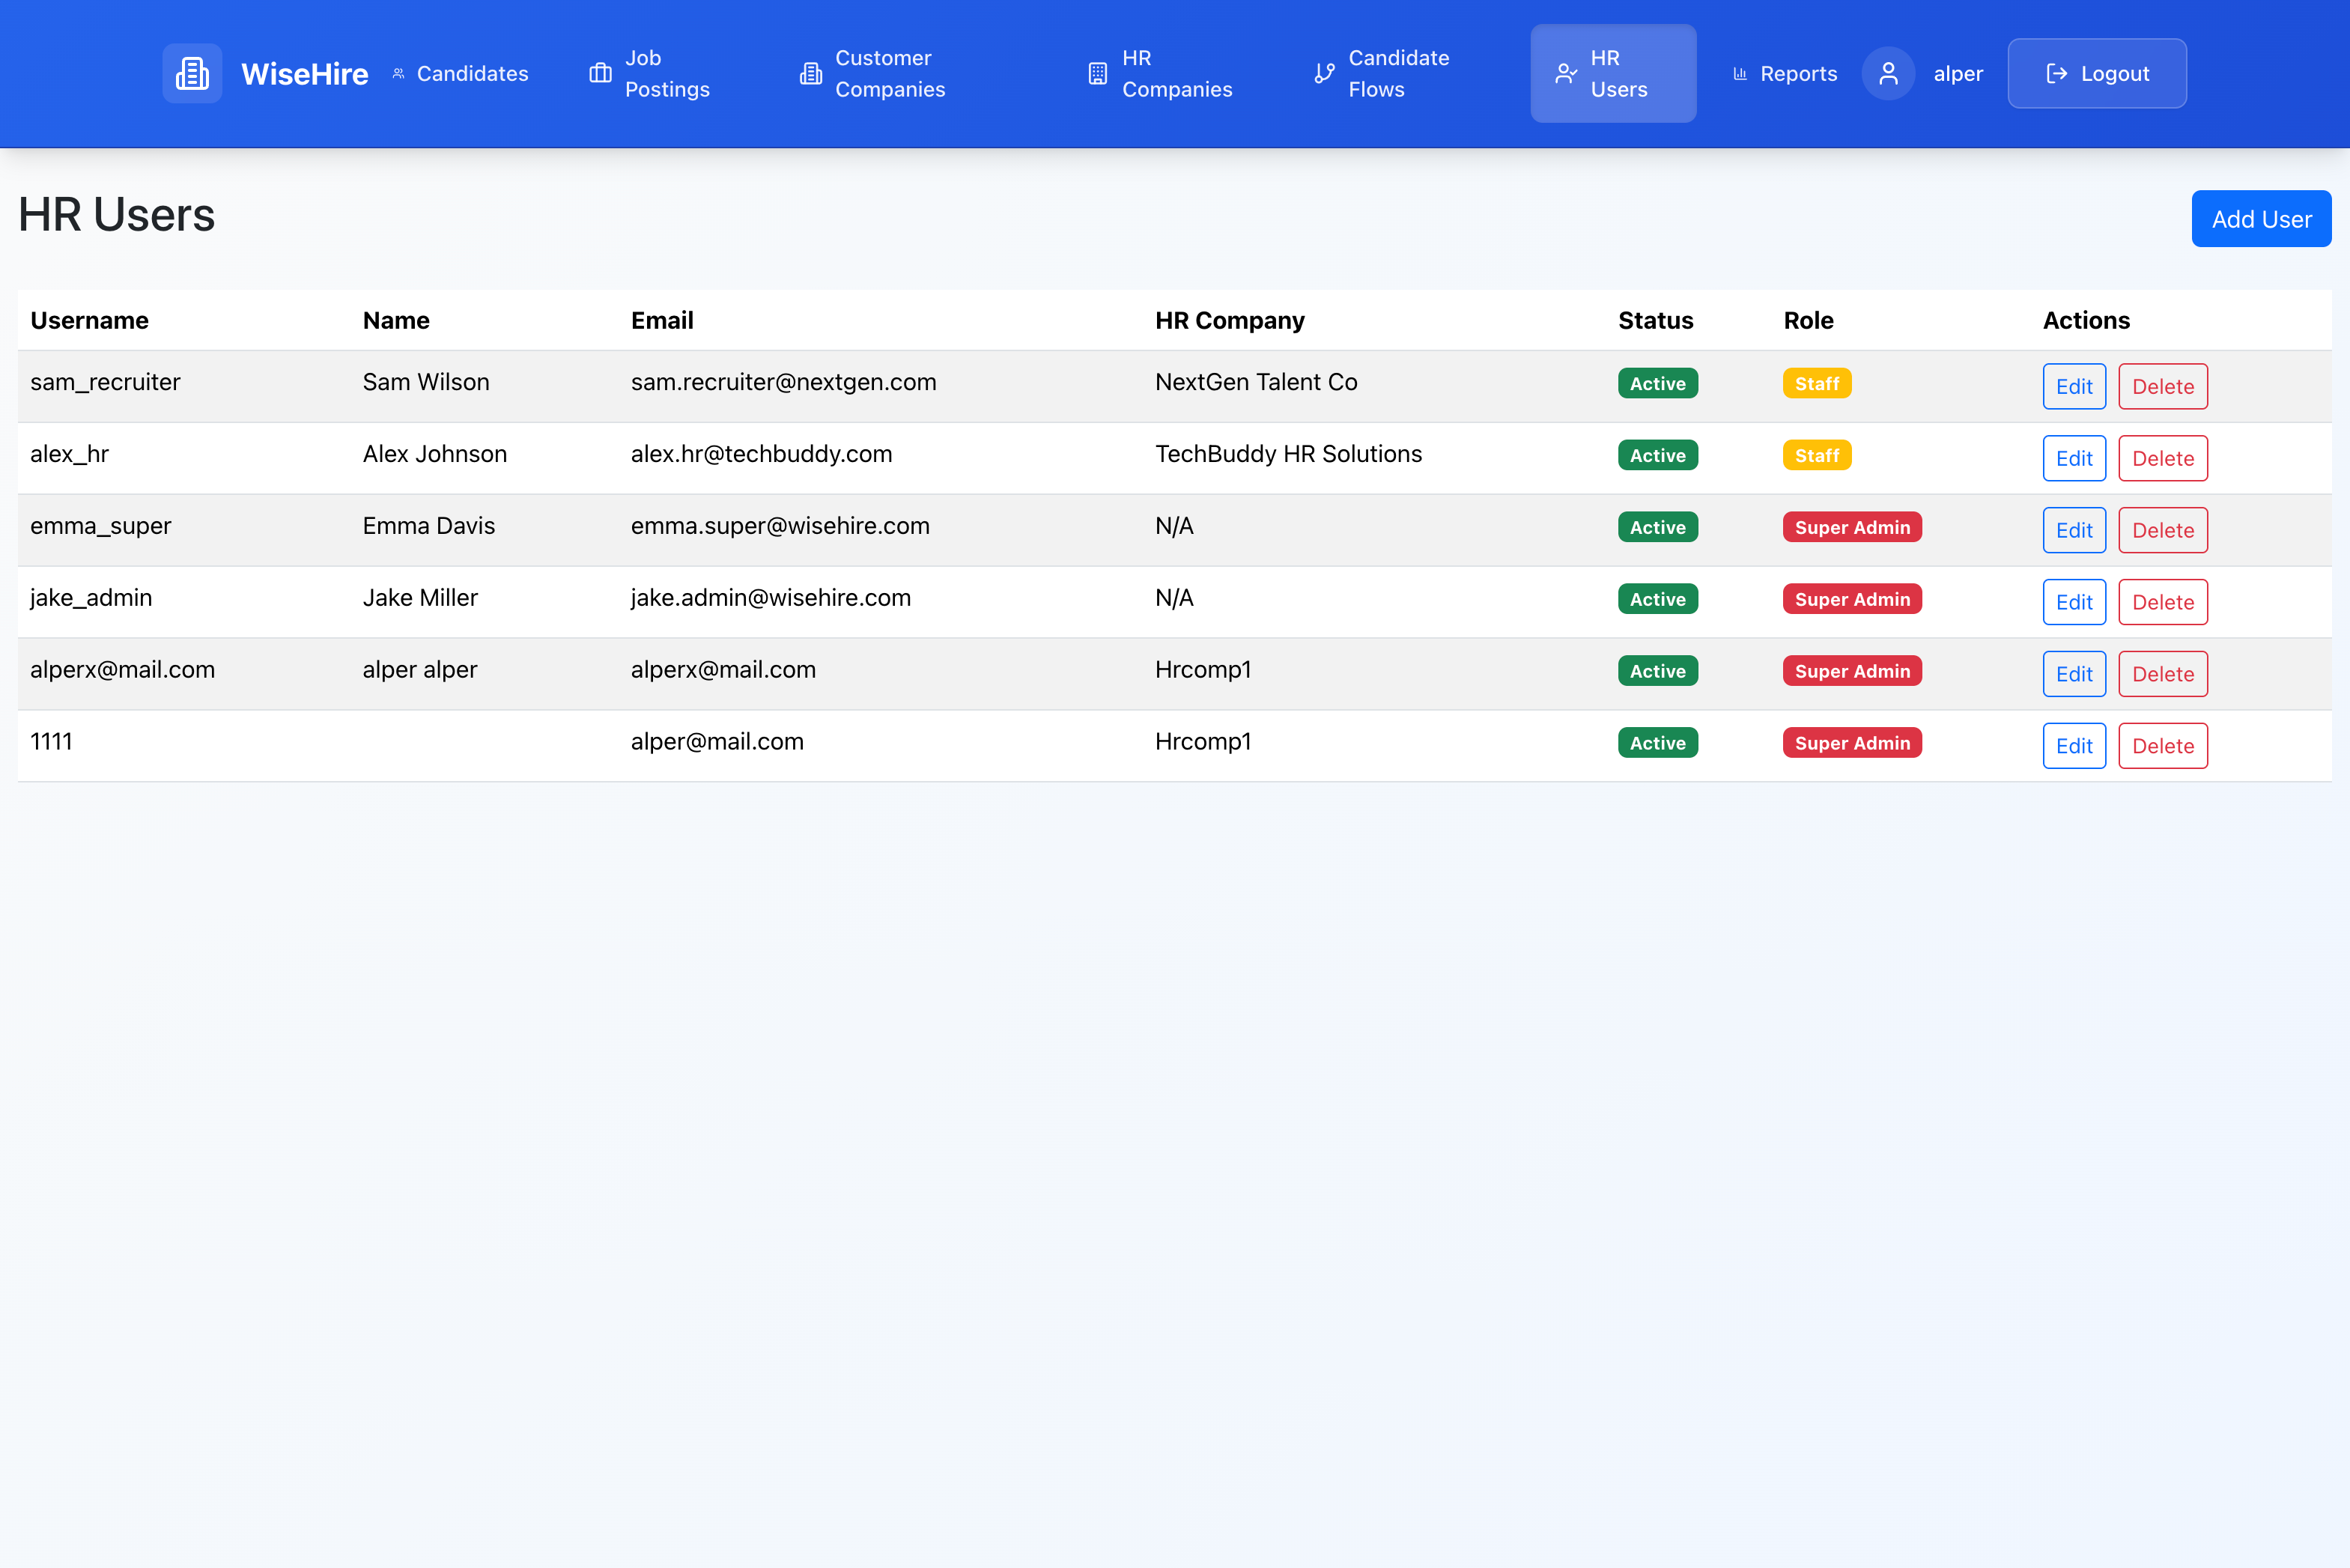 WiseHire
Candidates
Job
Postings
Customer
Companies
HR
Companies
Candidate
Flows
HR
Users
Reports
alper
Logout
HR Users
Add User
Username Name Email HR Company Status Role Actions
sam_recruiter Sam Wilson sam.recruiter@nextgen.com NextGen Talent Co Active Staff Edit Delete
alex_hr Alex Johnson alex.hr@techbuddy.com TechBuddy HR Solutions Active Staff Edit Delete
emma_super Emma Davis emma.super@wisehire.com N/A Active Super Admin Edit Delete
jake_admin Jake Miller jake.admin@wisehire.com N/A Active Super Admin Edit Delete
alperx@mail.com alper alper alperx@mail.com Hrcomp1 Active Super Admin Edit Delete
1111 alper@mail.com Hrcomp1 Active Super Admin Edit Delete